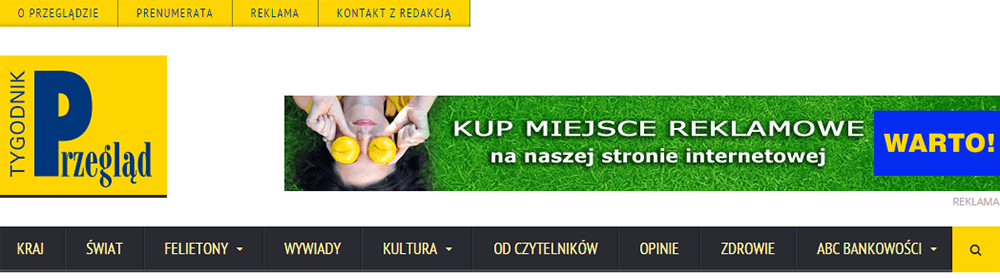 O PRZEGLĄDZIE PRENUMERATA REKLAMA KONTAKT Z REDAKCJĄ
TYGODNIK
Przegląd
KUP MIEJSCE REKLAMOWE
na naszej stronie internetowej
WARTO!
REKLAMA
KRAJ ŚWIAT FELIETONY WYWIADY KULTURA OD CZYTELNIKÓW OPINIE ZDROWIE ABC BANKOWOŚCI